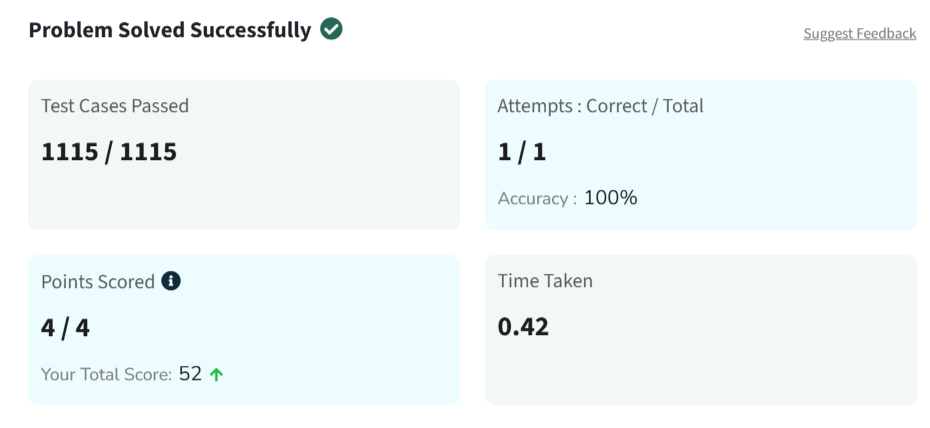 Problem Solved Successfully
Suggest Feedback
Test Cases Passed
1115 / 1115
Attempts : Correct / Total
1 / 1
Accuracy : 100%
Points Scored
4 / 4
Your Total Score: 52
Time Taken
0.42